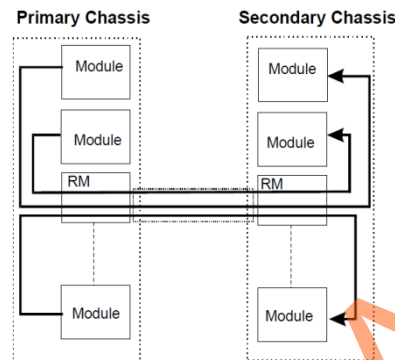 Primary Chassis
Secondary Chassis
Module
Module
Module
Module
RM
RM
Module
Module